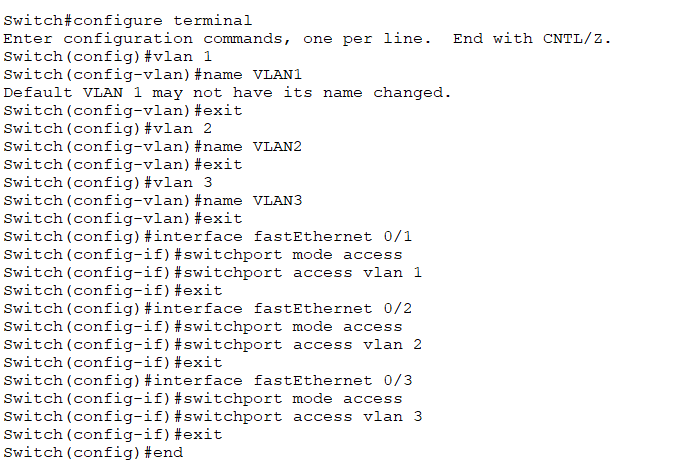 Switch#configure terminal
Enter configuration commands, one per line.  End with CNTL/Z.
Switch(config)#vlan 1
Switch(config-vlan)#name VLAN1
Default VLAN 1 may not have its name changed.
Switch(config-vlan)#exit
Switch(config)#vlan 2
Switch(config-vlan)#name VLAN2
Switch(config-vlan)#exit
Switch(config)#vlan 3
Switch(config-vlan)#name VLAN3
Switch(config-vlan)#exit
Switch(config)#interface fastEthernet 0/1
Switch(config-if)#switchport mode access
Switch(config-if)#switchport access vlan 1
Switch(config-if)#exit
Switch(config)#interface fastEthernet 0/2
Switch(config-if)#switchport mode access
Switch(config-if)#switchport access vlan 2
Switch(config-if)#exit
Switch(config)#interface fastEthernet 0/3
Switch(config-if)#switchport mode access
Switch(config-if)#switchport access vlan 3
Switch(config-if)#exit
Switch(config)#end